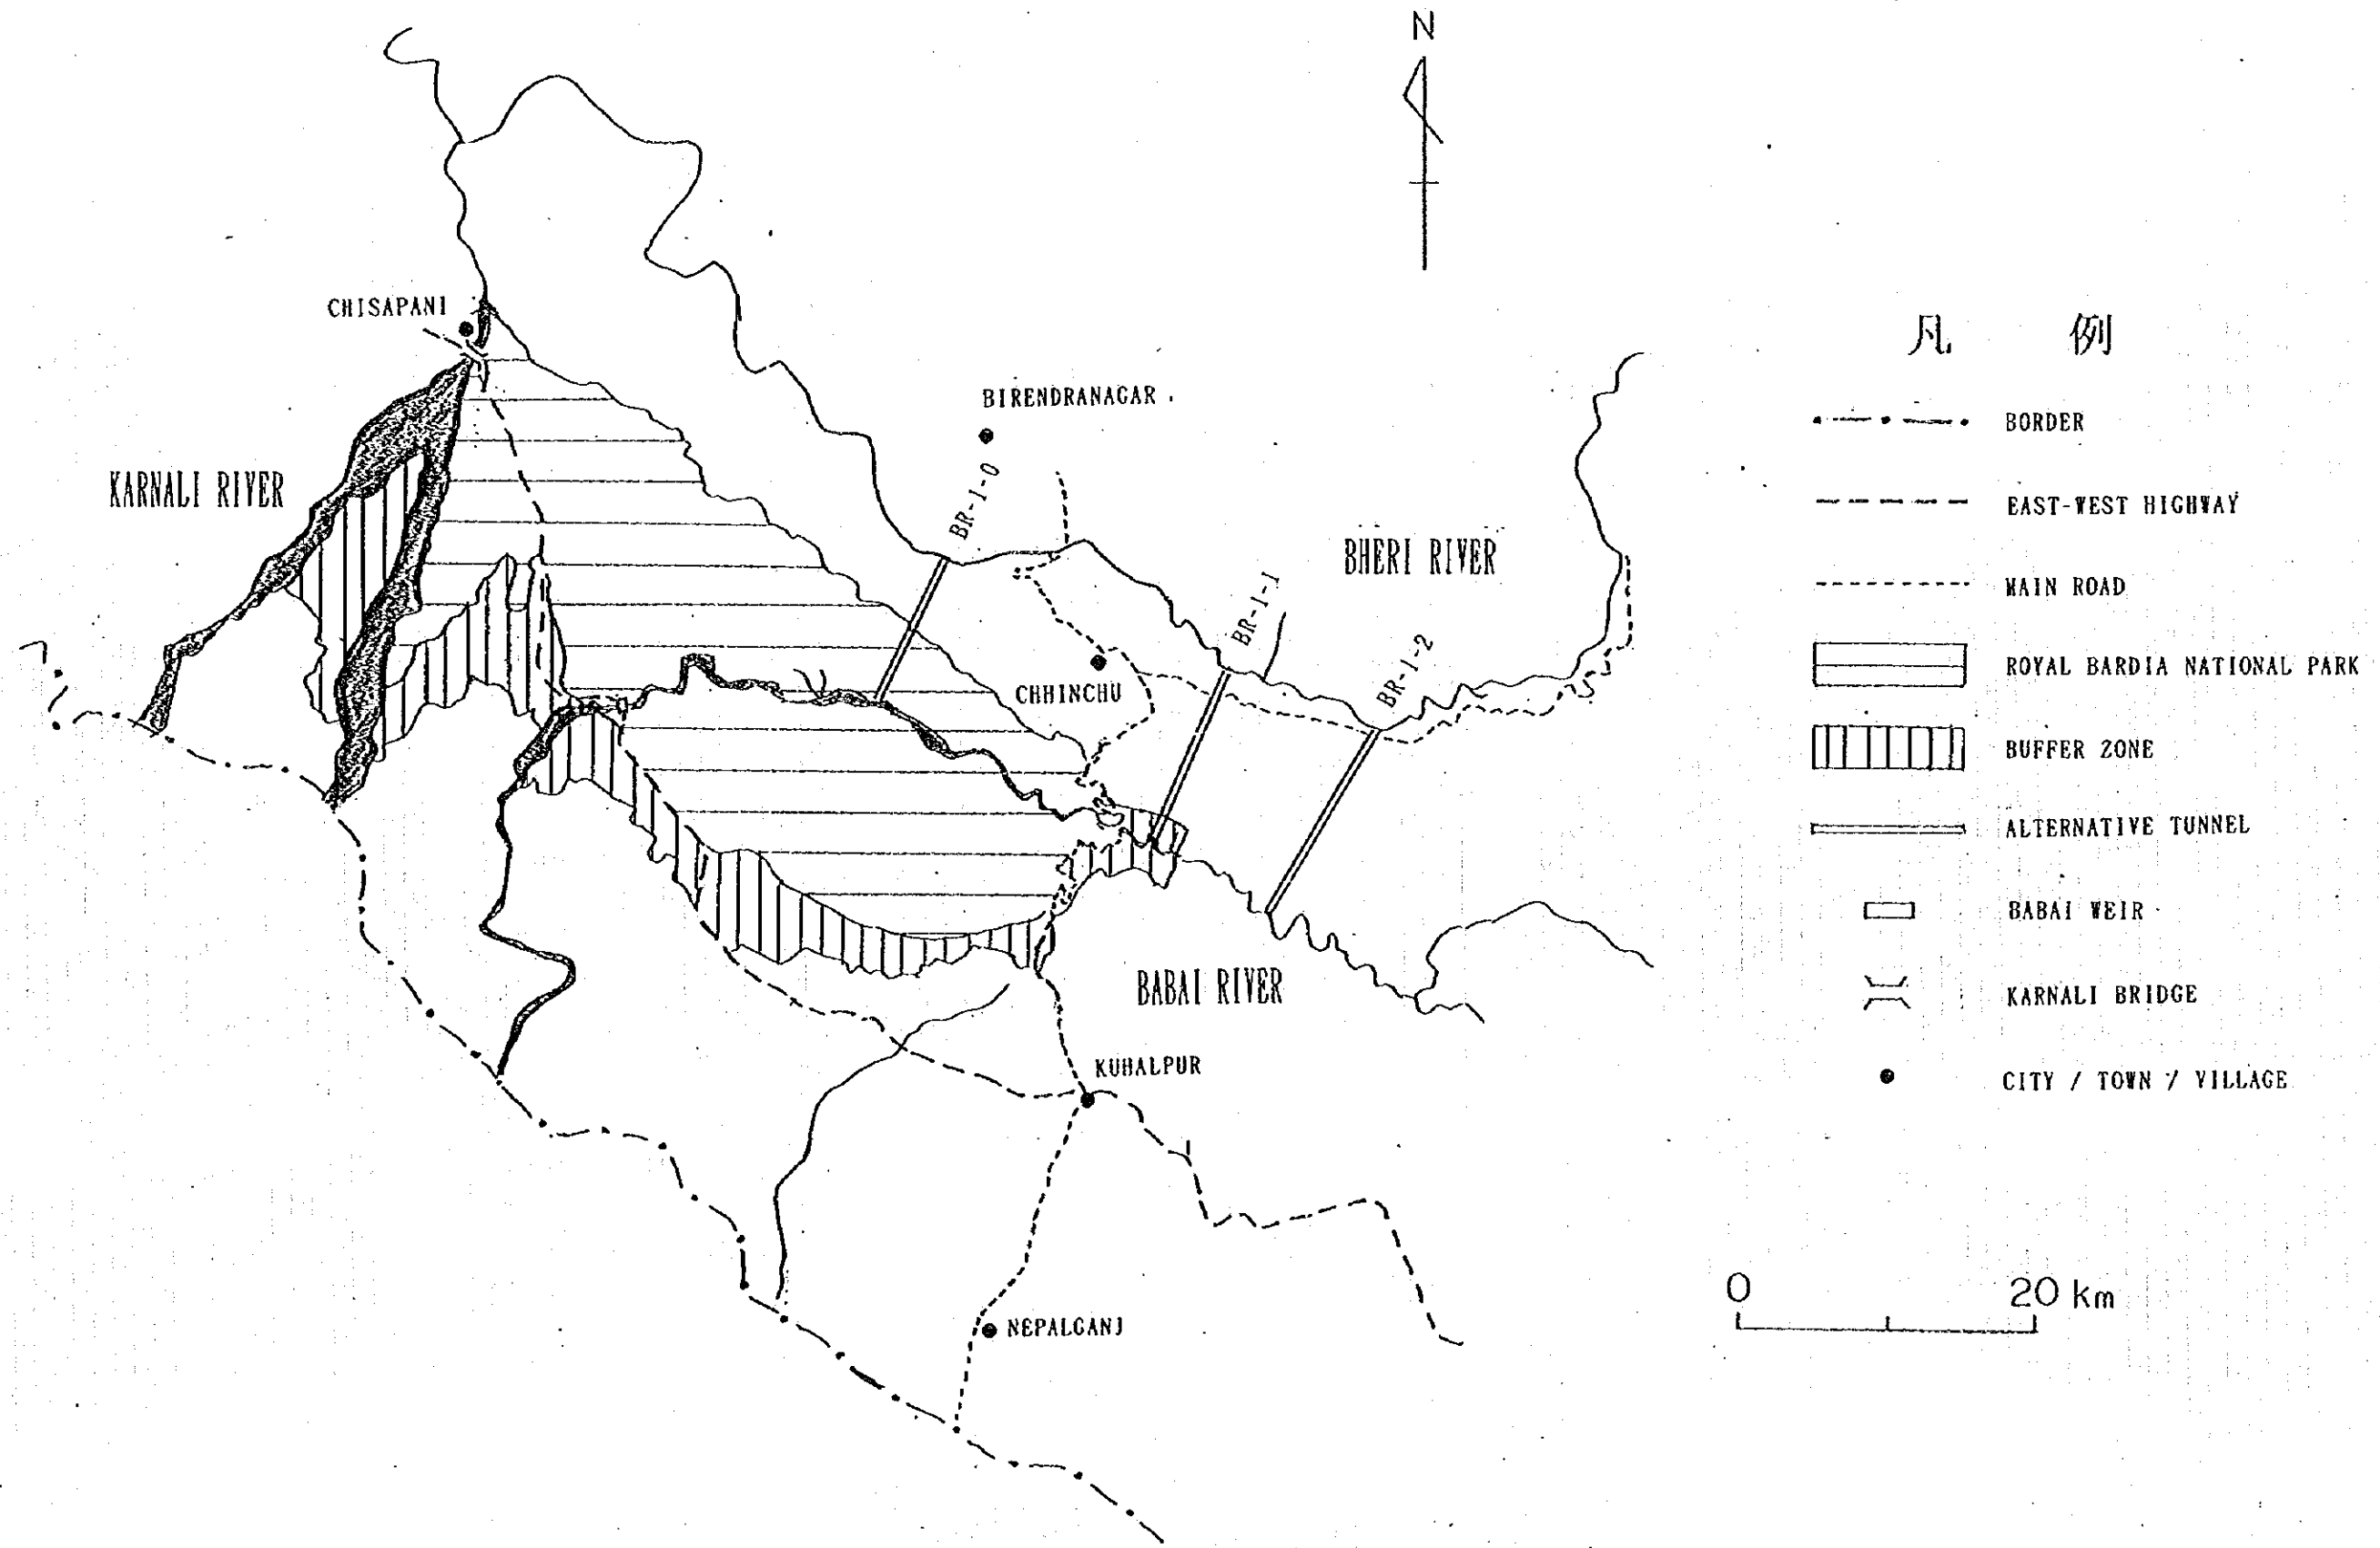 N
CHISAPANI
KARNALI RIVER
BIRENDRANAGAR
BR-1-0
BHERI RIVER
BR-1-1
BR-1-2
CHHINCHU
BABAI RIVER
KUHALPUR
NEPALGANJ
凡 例
BORDER
EAST-WEST HIGHWAY
MAIN ROAD
ROYAL BARDIA NATIONAL PARK
BUFFER ZONE
ALTERNATIVE TUNNEL
BABAI WEIR
KARNALI BRIDGE
CITY / TOWN / VILLAGE
0 20 km